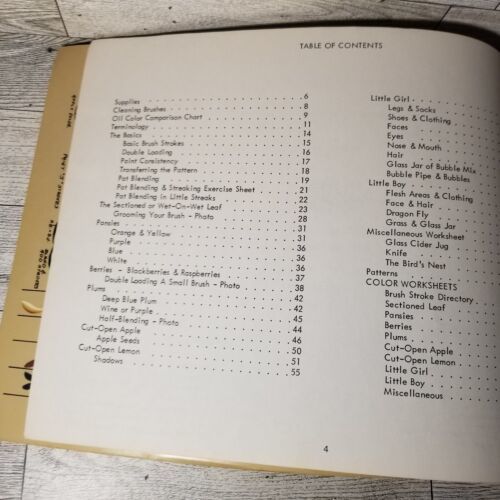 TABLE OF CONTENTS
Supplies . . . 6
Cleaning Brushes . . . 8
Oil Color Comparison Chart . . . 9
Terminology . . . 11
The Basics . . . 14
Basic Brush Strokes . . . 15
Double Loading . . . 16
Paint Consistency . . . 17
Transferring the Pattern . . . 18
Pat Blending . . . 19
Pat Blending & Streaking Exercise Sheet . . . 21
Pat Blending in Little Streaks . . . 22
The Sectioned or Wet-On-Wet Leaf . . . 23
Grooming Your Brush - Photo . . . 28
Pansies . . . 31
Orange & Yellow . . . 31
Purple . . . 36
Blue . . . 36
White . . . 36
Berries - Blackberries & Raspberries . . . 37
Double Loading A Small Brush - Photo . . . 38
Plums . . . 42
Deep Blue Plum . . . 42
Wine or Purple . . . 45
Half-Blending - Photo . . . 44
Cut-Open Apple . . . 46
Apple Seeds . . . 50
Cut-Open Lemon . . . 51
Shadows . . . 55
Little Girl . . .
Legs & Socks . . .
Shoes & Clothing . . .
Faces . . .
Eyes . . .
Nose & Mouth . . .
Hair . . .
Glass Jar of Bubble Mix
Bubble Pipe & Bubbles . . .
Little Boy . . .
Flesh Areas & Clothing . . .
Face & Hair . . .
Dragon Fly . . .
Grass & Glass Jar . . .
Miscellaneous Worksheet . . .
Glass Cider Jug . . .
Knife . . .
The Bird's Nest . . .
Patterns . . .
COLOR WORKSHEETS
Brush Stroke Directory . . .
Sectioned Leaf . . .
Pansies . . .
Berries . . .
Plums . . .
Cut-Open Apple . . .
Cut-Open Lemon . . .
Little Girl . . .
Little Boy . . .
Miscellaneous . . .
4